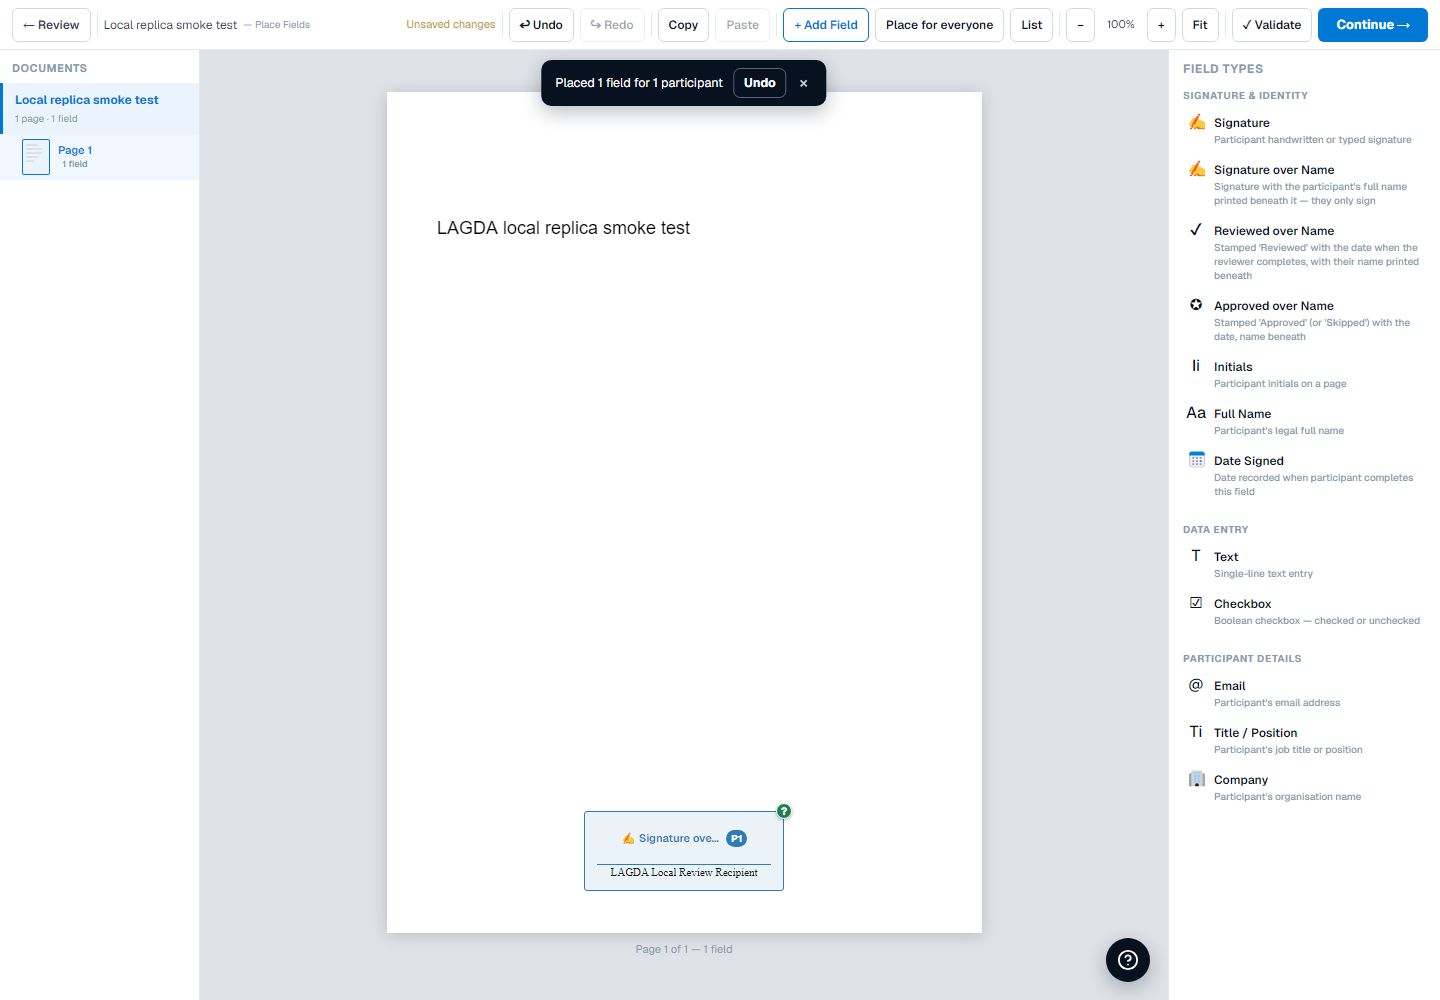 ← Review
Local replica smoke test — Place Fields
Unsaved changes
↩ Undo
↪ Redo
Copy
Paste
+ Add Field
Place for everyone
List
−
100%
+
Fit
✓ Validate
Continue →
DOCUMENTS
Local replica smoke test
1 page · 1 field
Page 1
1 field
Placed 1 field for 1 participant
Undo
×
LAGDA local replica smoke test
✍ Signature ove... P1
?
LAGDA Local Review Recipient
Page 1 of 1 — 1 field
FIELD TYPES
SIGNATURE & IDENTITY
Signature
Participant handwritten or typed signature
Signature over Name
Signature with the participant's full name
printed beneath it — they only sign
✓ Reviewed over Name
Stamped 'Reviewed' with the date when the
reviewer completes, with their name printed
beneath
✪ Approved over Name
Stamped 'Approved' (or 'Skipped') with the
date, name beneath
Ii Initials
Participant initials on a page
Aa Full Name
Participant's legal full name
Date Signed
Date recorded when participant completes
this field
DATA ENTRY
T Text
Single-line text entry
☑ Checkbox
Boolean checkbox — checked or unchecked
PARTICIPANT DETAILS
@ Email
Participant's email address
Ti Title / Position
Participant's job title or position
Company
Participant's organisation name
?